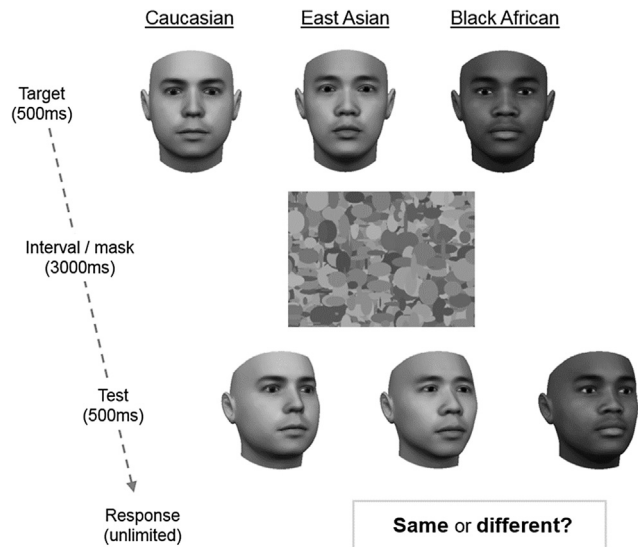 Caucasian East Asian Black African
Target
(500ms)
Interval / mask
(3000ms)
Test
(500ms)
Response
(unlimited)
Same or different?